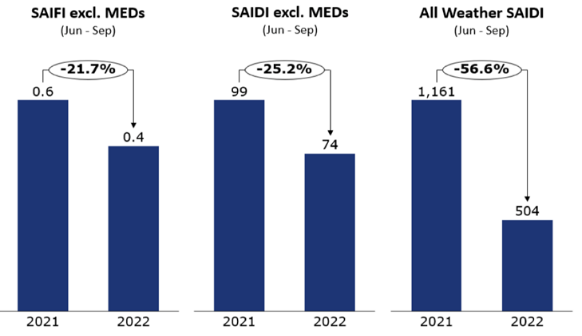 SAIFI excl. MEDs
(Jun - Sep)
-21.7%
0.6
0.4
2021 2022
SAIDI excl. MEDs
(Jun - Sep)
-25.2%
99
74
2021 2022
All Weather SAIDI
(Jun - Sep)
-56.6%
1,161
504
2021 2022